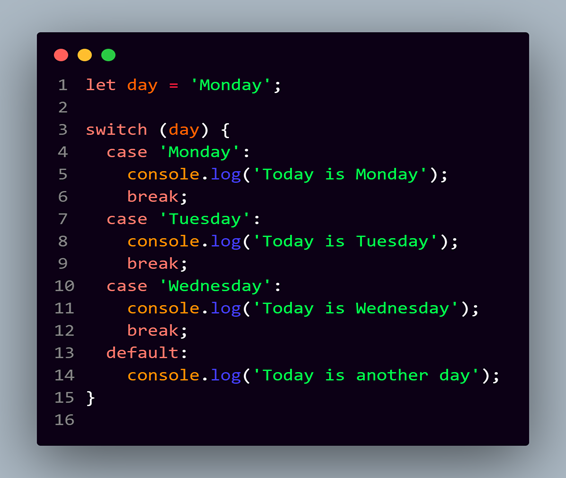 1 let day = 'Monday';
2
3 switch (day) {
4   case 'Monday':
5     console.log('Today is Monday');
6     break;
7   case 'Tuesday':
8     console.log('Today is Tuesday');
9     break;
10   case 'Wednesday':
11     console.log('Today is Wednesday');
12     break;
13   default:
14     console.log('Today is another day');
15 }
16